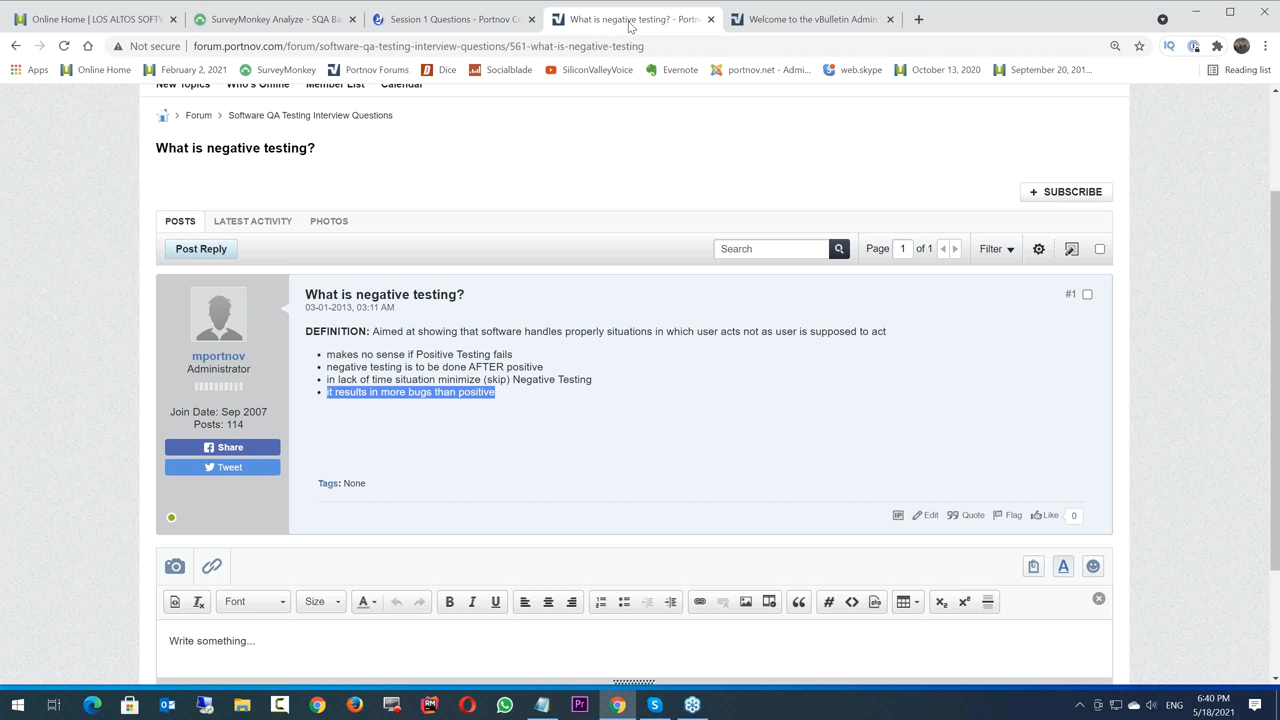 Online Home | LOS ALTOS SOFTW
SurveyMonkey Analyze - SQA Ba
Session 1 Questions - Portnov Co
What is negative testing? - Portn
Welcome to the vBulletin Admin
Not secure
forum.portnov.com/forum/software-qa-testing-interview-questions/561-what-is-negative-testing
IQ
Apps
Online Home
February 2, 2021
SurveyMonkey
Portnov Forums
Dice
Socialblade
SiliconValleyVoice
Evernote
portnov.net - Admi...
web.skype
October 13, 2020
September 20, 201...
Reading list
New Topics
Who's Online
Member List
Calendar
Forum
Software QA Testing Interview Questions
What is negative testing?
+ SUBSCRIBE
POSTS
LATEST ACTIVITY
PHOTOS
Post Reply
Search
Page 1 of 1
Filter
What is negative testing?
#1
03-01-2013, 03:11 AM
mportnov
Administrator
Join Date: Sep 2007
Posts: 114
Share
Tweet
DEFINITION: Aimed at showing that software handles properly situations in which user acts not as user is supposed to act
• makes no sense if Positive Testing fails
• negative testing is to be done AFTER positive
• in lack of time situation minimize (skip) Negative Testing
• it results in more bugs than positive
Tags: None
IP
Edit
Quote
Flag
Like
0
A
Font
Size
A
B
I
U
#
X₂
X²
Write something...
RM
Pr
ENG
6:40 PM
5/18/2021